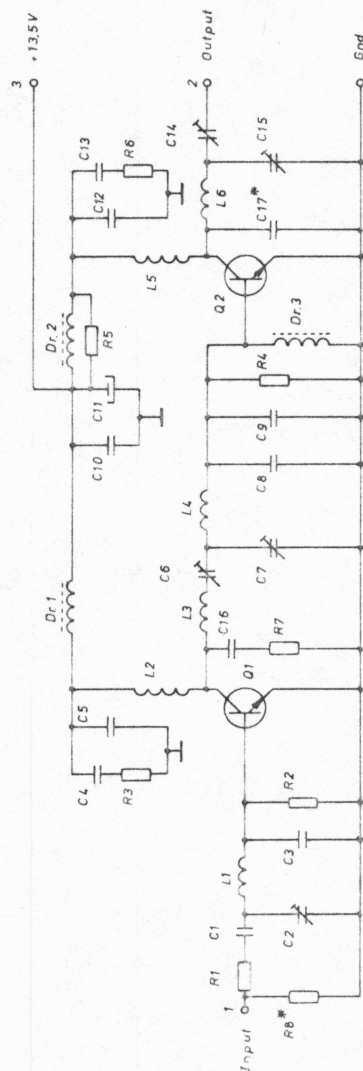 3 +13,5V
Output
2
Gnd
C14
C15
C13
R6
C12
L6
C17*
L5
Q2
Dr.2
R5
C11
C10
Dr.3
R4
C9
C8
L4
C6
C7
Dr.1
L3
C16
R7
L2
Q1
C5
C4
R3
R2
C3
L1
C1
C2
R1
1
Input
R8*